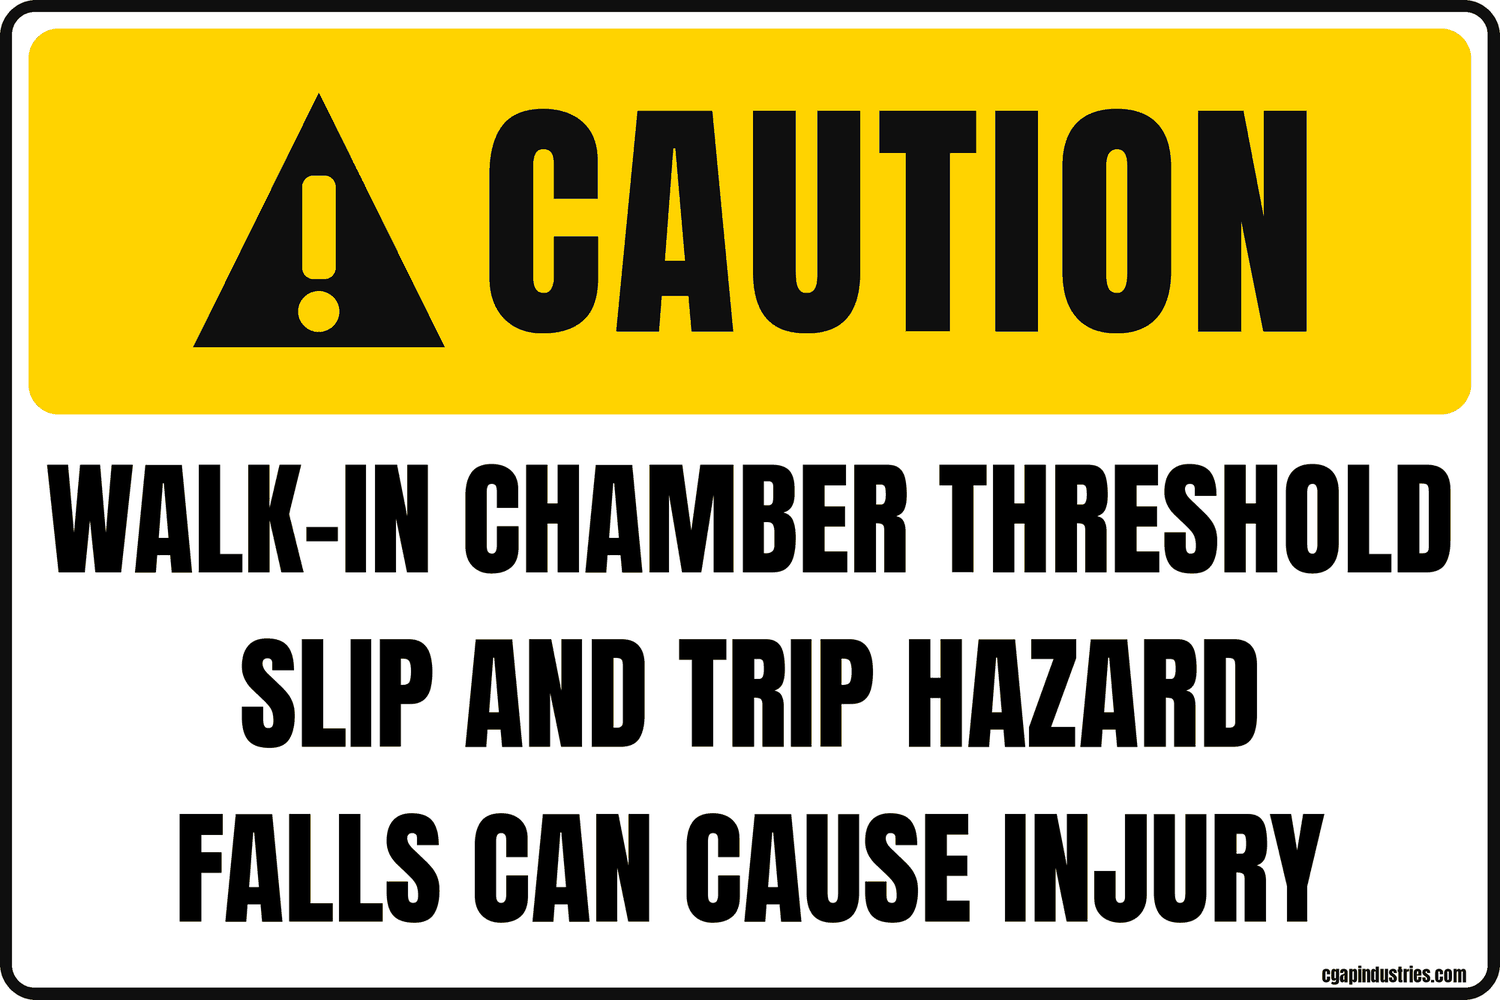 CAUTION
WALK-IN CHAMBER THRESHOLD
SLIP AND TRIP HAZARD
FALLS CAN CAUSE INJURY
cgapindustries.com